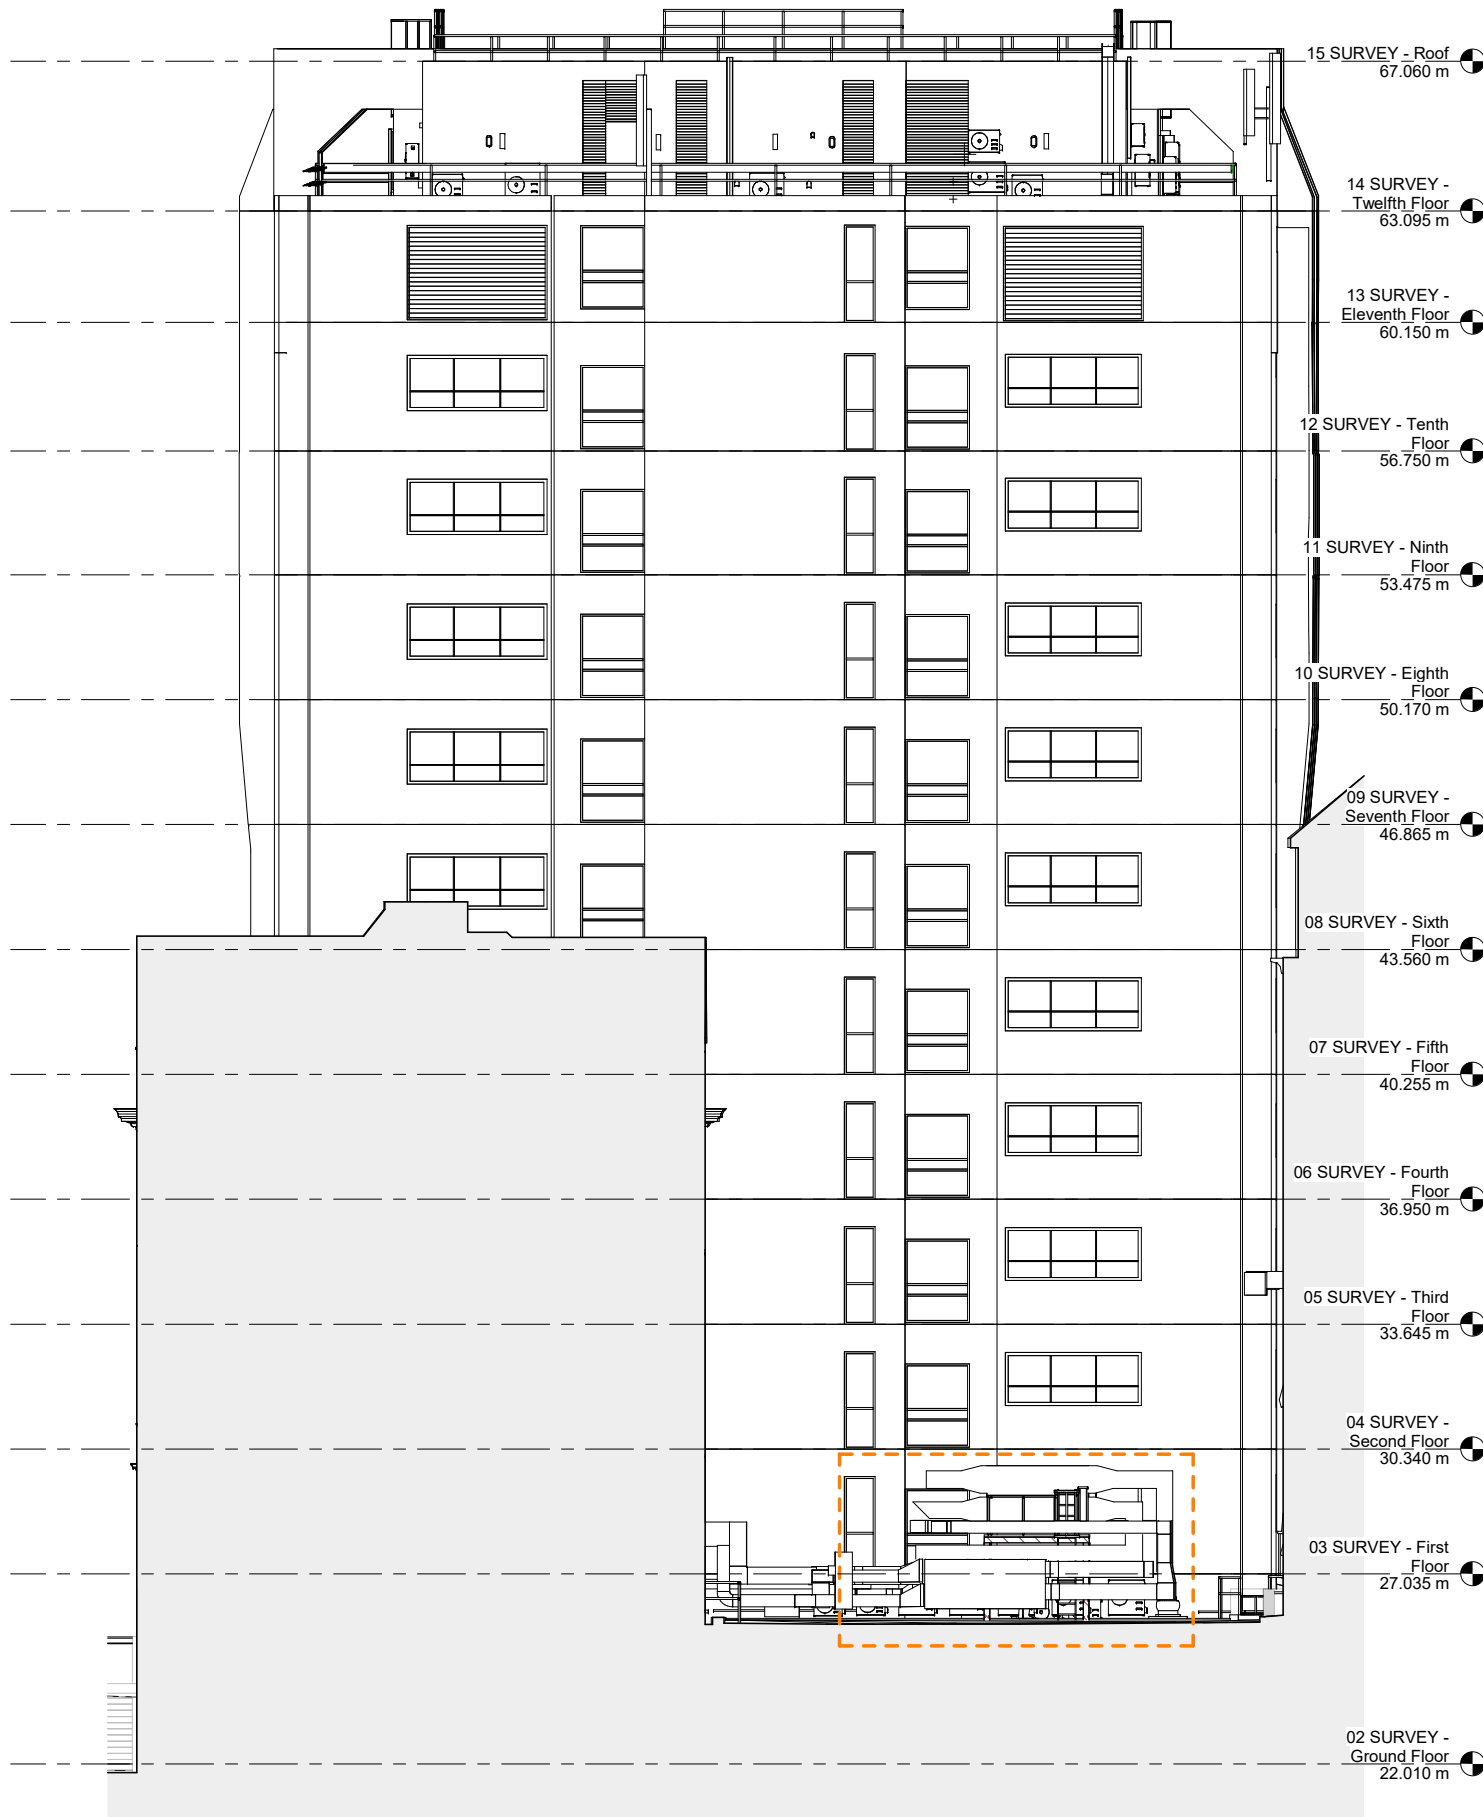 15 SURVEY - Roof
67.060 m
14 SURVEY -
Twelfth Floor
63.095 m
13 SURVEY -
Eleventh Floor
60.150 m
12 SURVEY - Tenth
Floor
56.750 m
11 SURVEY - Ninth
Floor
53.475 m
10 SURVEY - Eighth
Floor
50.170 m
09 SURVEY -
Seventh Floor
46.865 m
08 SURVEY - Sixth
Floor
43.560 m
07 SURVEY - Fifth
Floor
40.255 m
06 SURVEY - Fourth
Floor
36.950 m
05 SURVEY - Third
Floor
33.645 m
04 SURVEY -
Second Floor
30.340 m
03 SURVEY - First
Floor
27.035 m
02 SURVEY -
Ground Floor
22.010 m